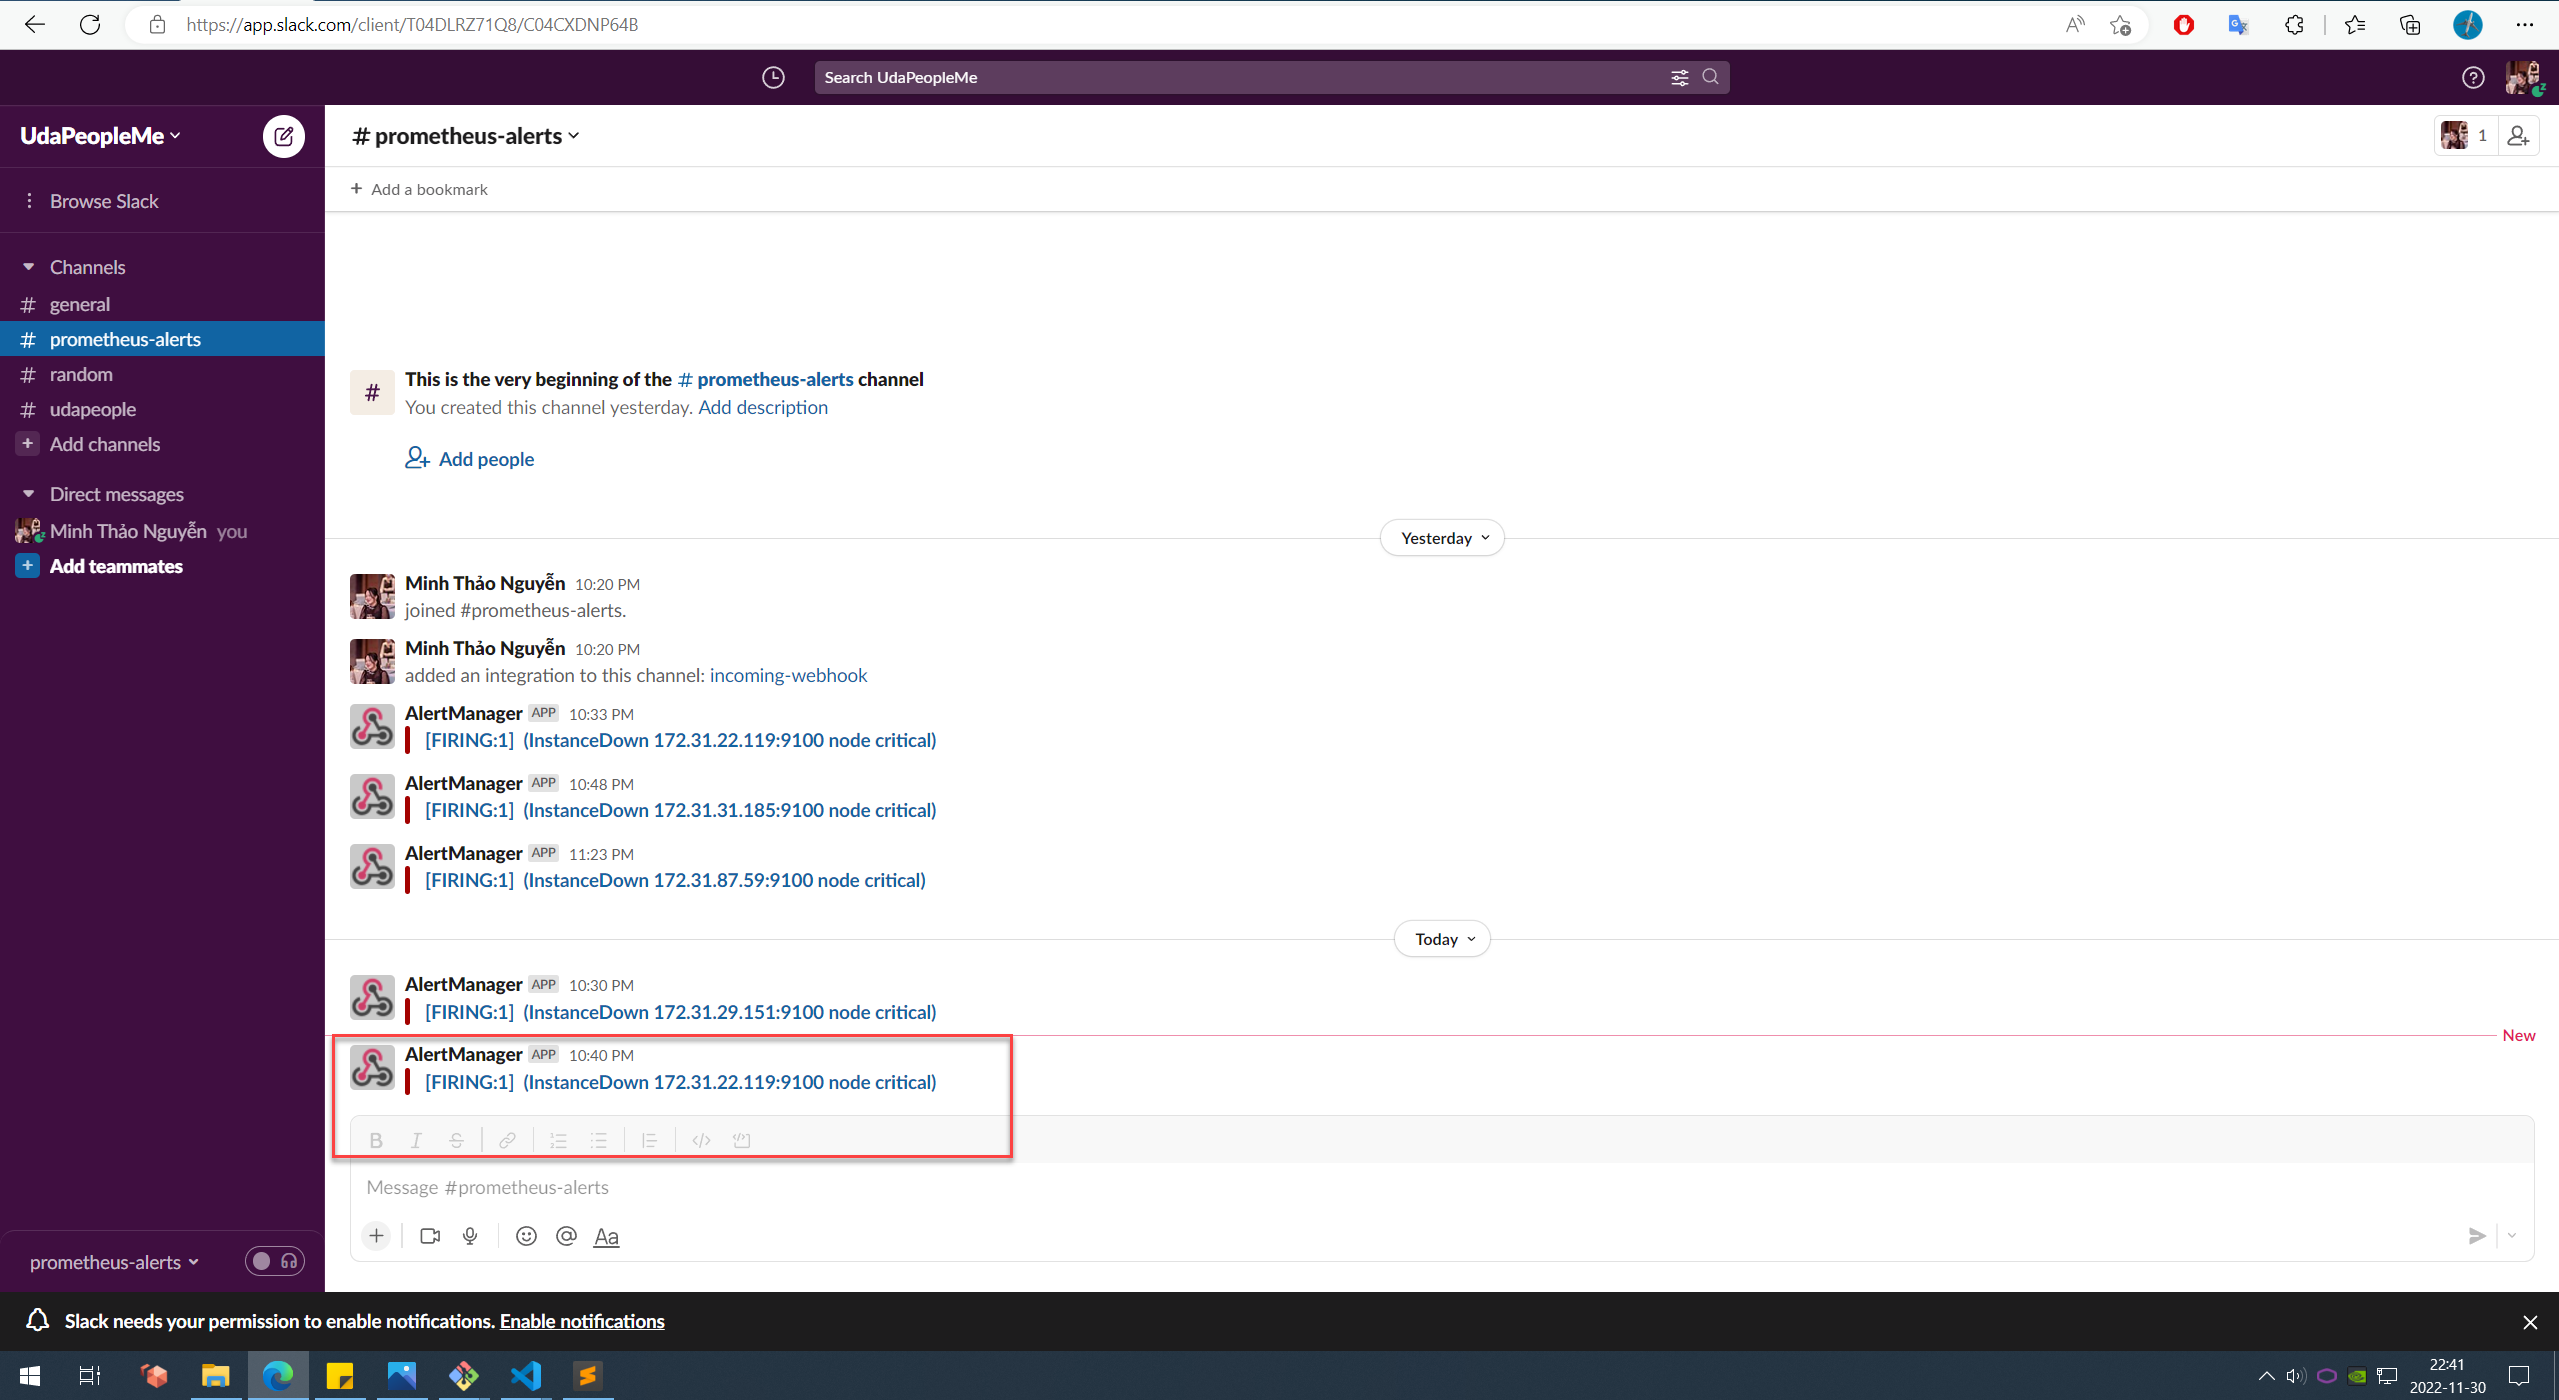 https://app.slack.com/client/T04DLRZ71Q8/C04CXDNP64B
Search UdaPeopleMe
UdaPeopleMe
# prometheus-alerts
1
Browse Slack
+ Add a bookmark
Channels
# general
# prometheus-alerts
# random
# udapeople
+ Add channels
Direct messages
Minh Thảo Nguyễn you
+ Add teammates
This is the very beginning of the # prometheus-alerts channel
You created this channel yesterday. Add description
Add people
Yesterday
Minh Thảo Nguyễn 10:20 PM
joined #prometheus-alerts.
Minh Thảo Nguyễn 10:20 PM
added an integration to this channel: incoming-webhook
AlertManager APP 10:33 PM
[FIRING:1] (InstanceDown 172.31.22.119:9100 node critical)
AlertManager APP 10:48 PM
[FIRING:1] (InstanceDown 172.31.31.185:9100 node critical)
AlertManager APP 11:23 PM
[FIRING:1] (InstanceDown 172.31.87.59:9100 node critical)
Today
AlertManager APP 10:30 PM
[FIRING:1] (InstanceDown 172.31.29.151:9100 node critical)
New
AlertManager APP 10:40 PM
[FIRING:1] (InstanceDown 172.31.22.119:9100 node critical)
B I S
Message #prometheus-alerts
Aa
prometheus-alerts
Slack needs your permission to enable notifications. Enable notifications
22:41
2022-11-30